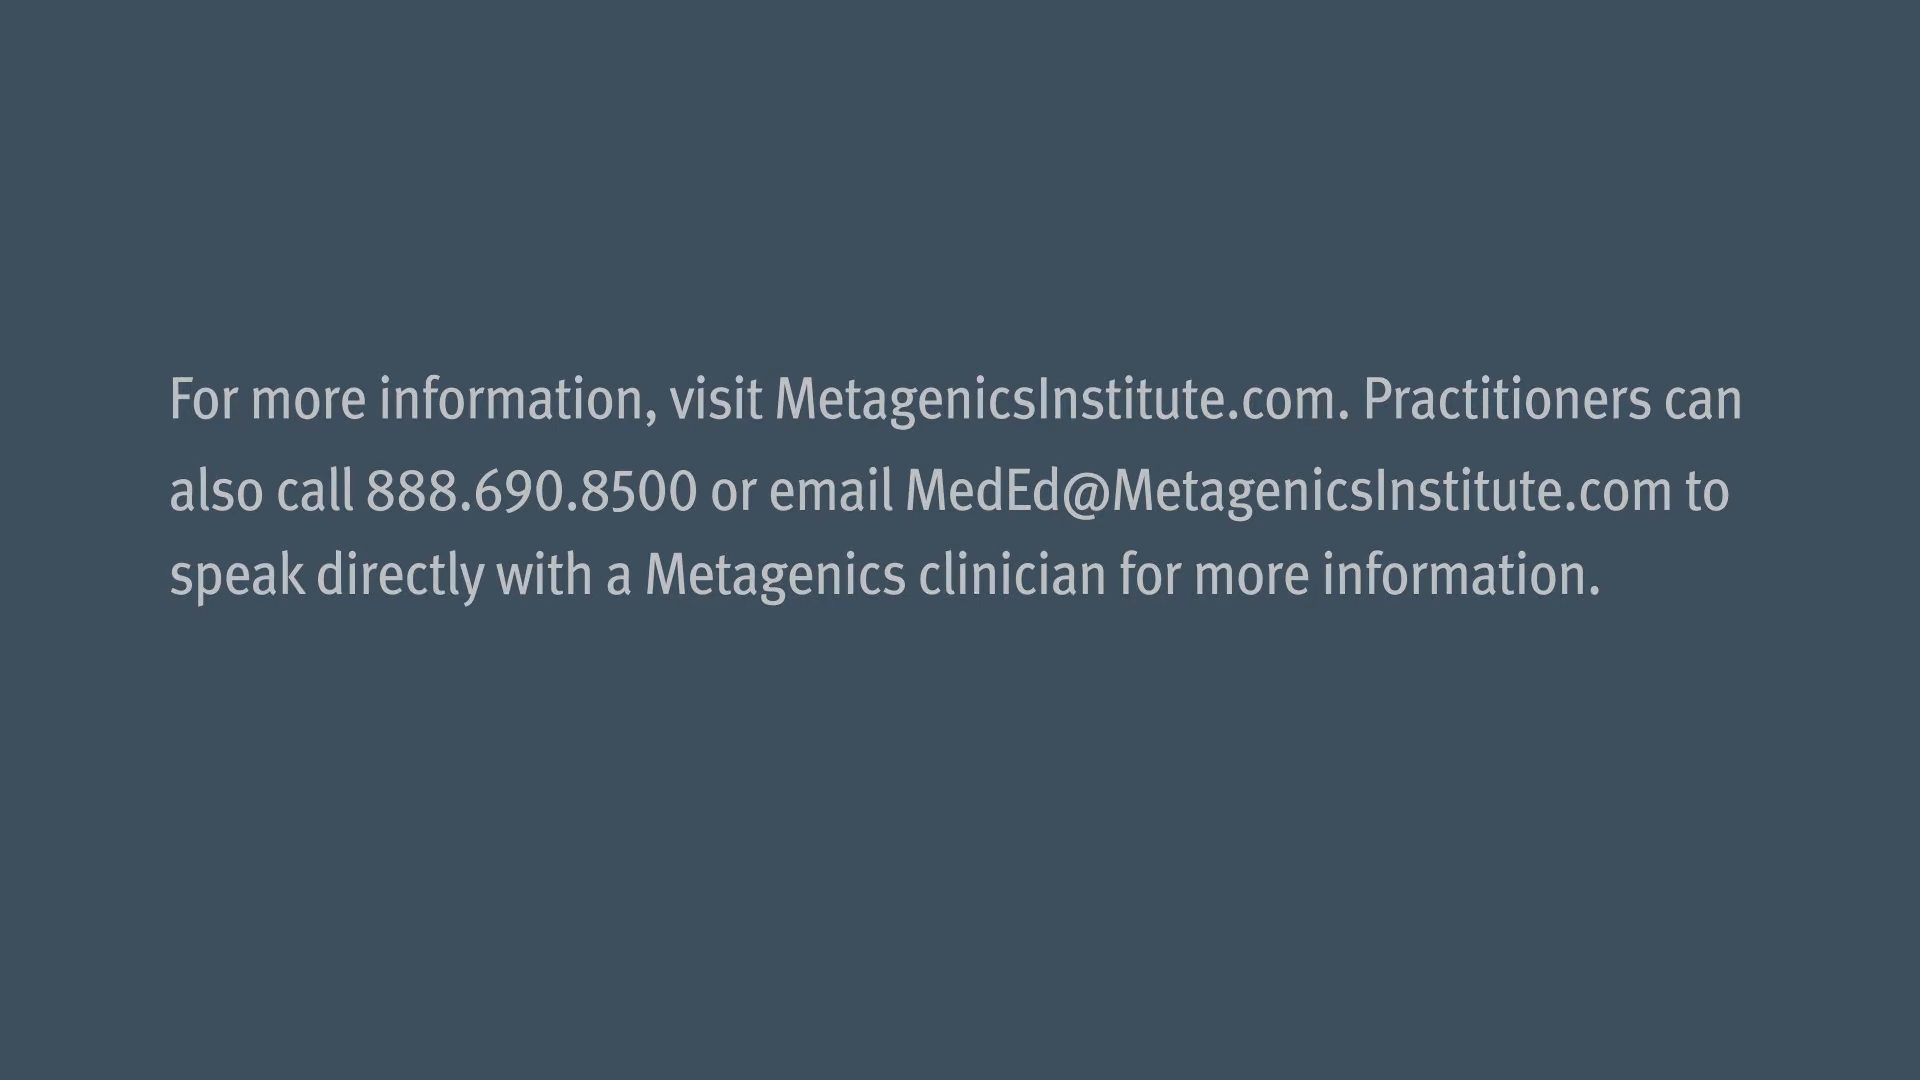 For more information, visit MetagenicsInstitute.com. Practitioners can
also call 888.690.8500 or email MedEd@MetagenicsInstitute.com to
speak directly with a Metagenics clinician for more information.